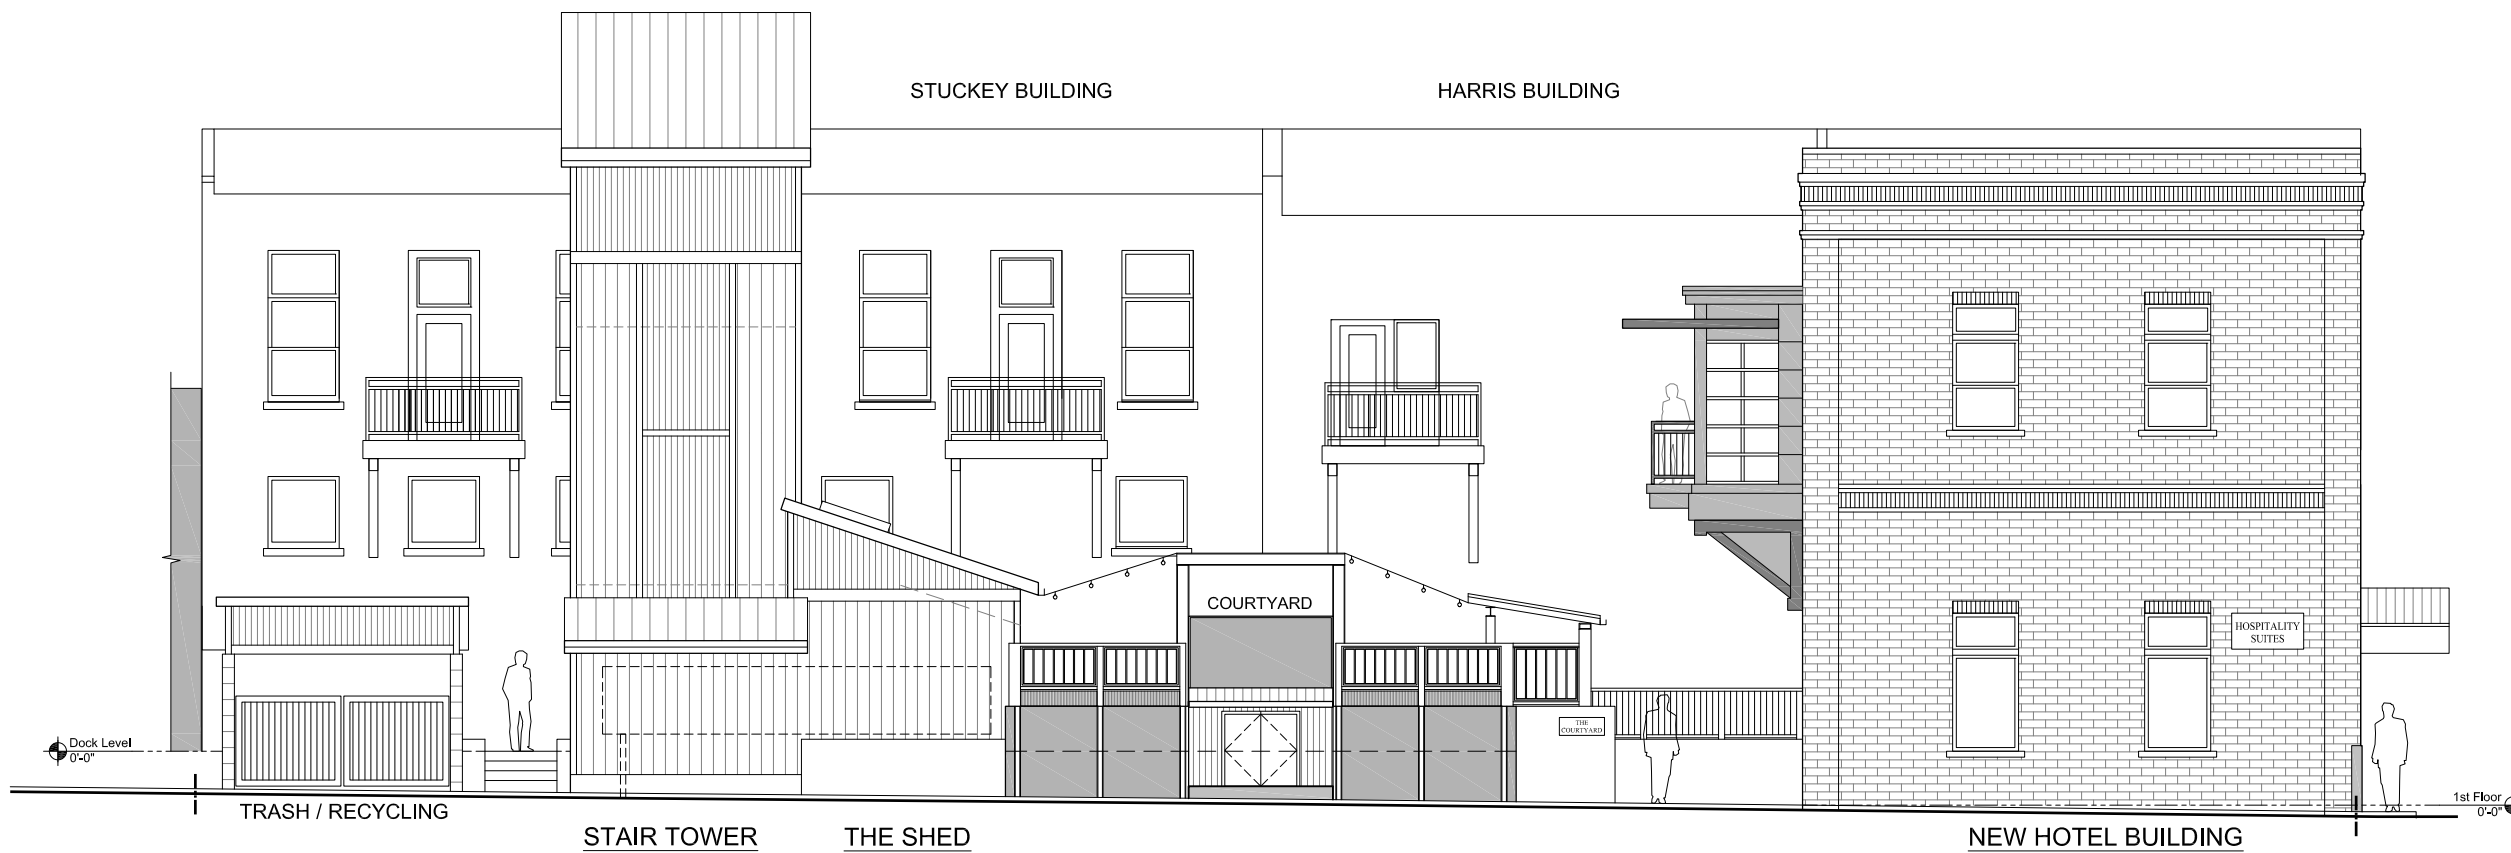 STUCKEY BUILDING
HARRIS BUILDING
COURTYARD
HOSPITALITY
SUITES
THE
COURTYARD
Dock Level
0'-0"
1st Floor
0'-0"
TRASH / RECYCLING
STAIR TOWER
THE SHED
NEW HOTEL BUILDING